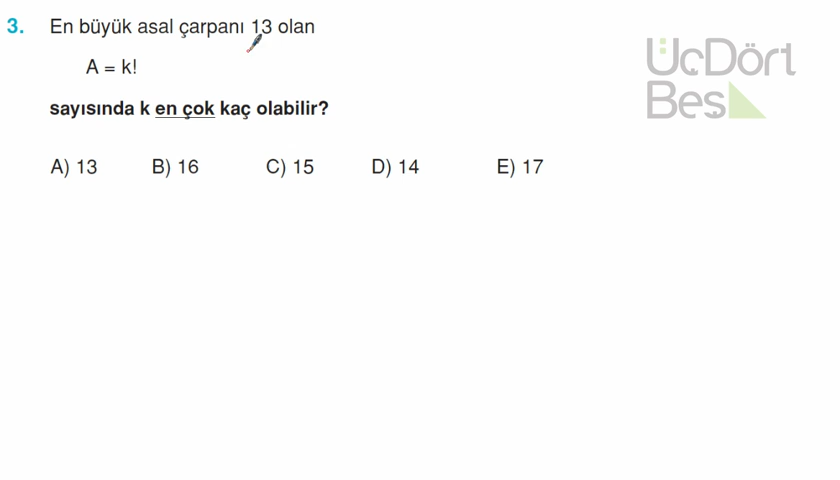 3. En büyük asal çarpanı 13 olan
A = k!
sayısında k en çok kaç olabilir?
A) 13 B) 16 C) 15 D) 14 E) 17
ÜçDört
Beş